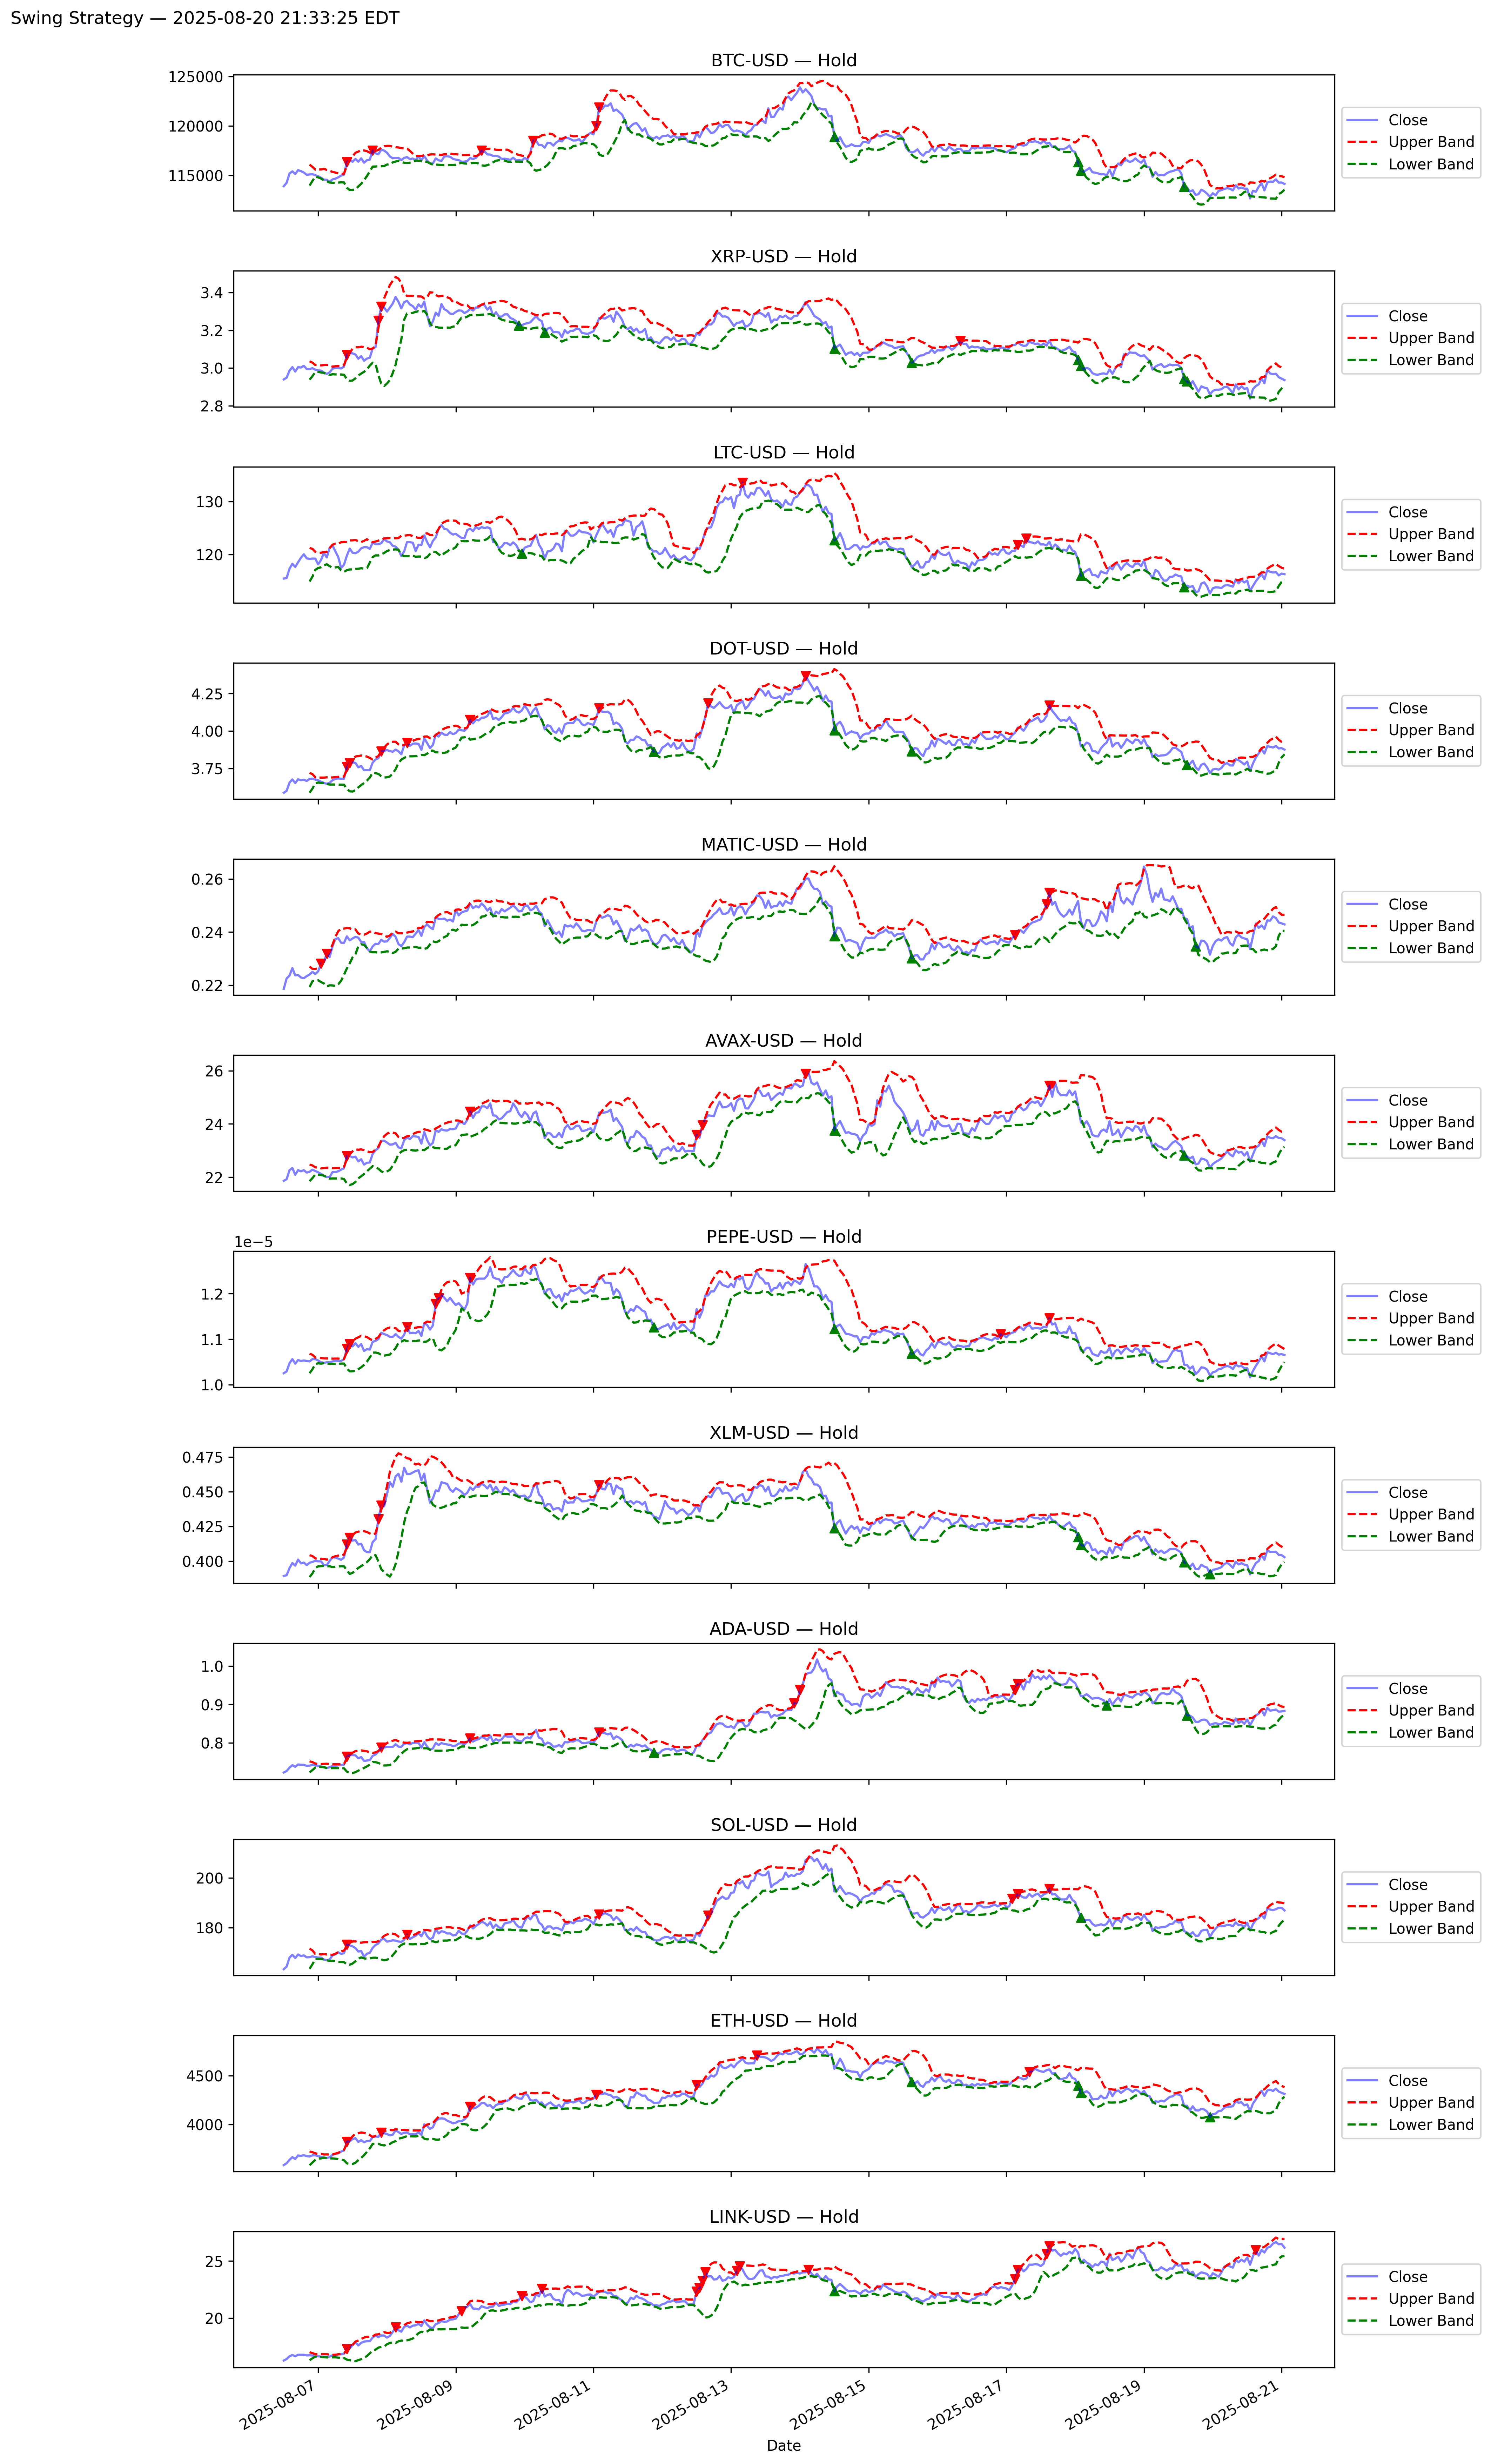 Swing Strategy — 2025-08-20 21:33:25 EDT
BTC-USD — Hold
125000
120000
115000
Close
Upper Band
Lower Band
XRP-USD — Hold
3.4
3.2
3.0
2.8
Close
Upper Band
Lower Band
LTC-USD — Hold
130
120
Close
Upper Band
Lower Band
DOT-USD — Hold
4.25
4.00
3.75
Close
Upper Band
Lower Band
MATIC-USD — Hold
0.26
0.24
0.22
Close
Upper Band
Lower Band
AVAX-USD — Hold
26
24
22
Close
Upper Band
Lower Band
PEPE-USD — Hold
1e−5
1.2
1.1
1.0
Close
Upper Band
Lower Band
XLM-USD — Hold
0.475
0.450
0.425
0.400
Close
Upper Band
Lower Band
ADA-USD — Hold
1.0
0.9
0.8
Close
Upper Band
Lower Band
SOL-USD — Hold
200
180
Close
Upper Band
Lower Band
ETH-USD — Hold
4500
4000
Close
Upper Band
Lower Band
LINK-USD — Hold
25
20
Close
Upper Band
Lower Band
2025-08-07
2025-08-09
2025-08-11
2025-08-13
2025-08-15
2025-08-17
2025-08-19
2025-08-21
Date